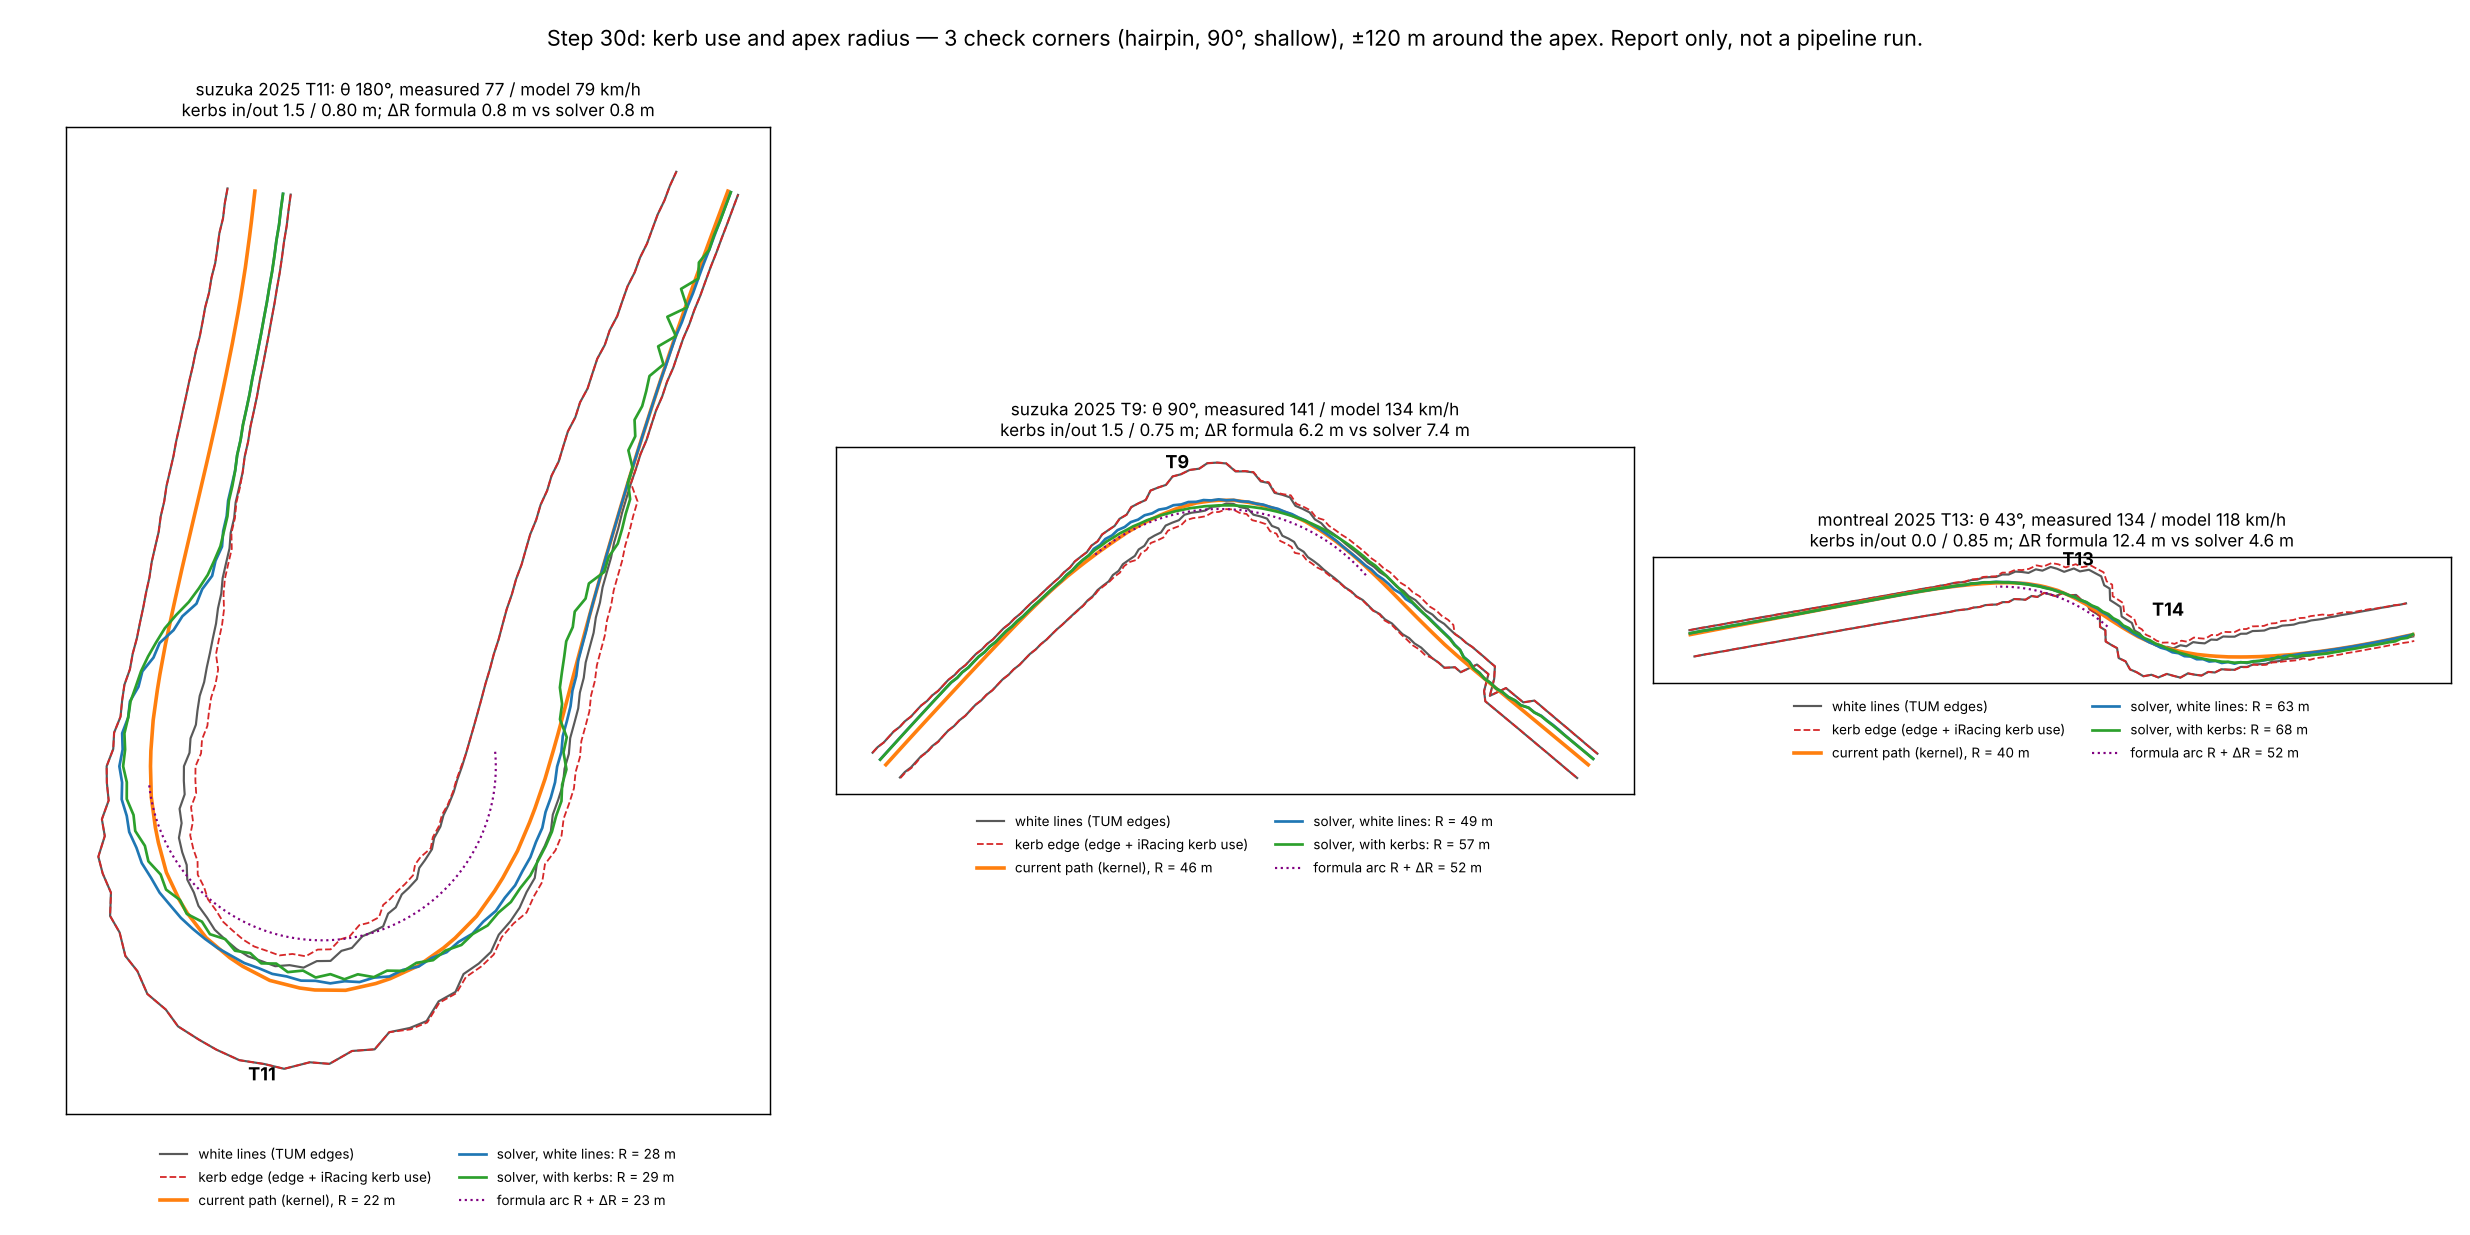 Step 30d: kerb use and apex radius — 3 check corners (hairpin, 90°, shallow), ±120 m around the apex. Report only, not a pipeline run.
suzuka 2025 T11: θ 180°, measured 77 / model 79 km/h
kerbs in/out 1.5 / 0.80 m; ΔR formula 0.8 m vs solver 0.8 m
T11
white lines (TUM edges)
kerb edge (edge + iRacing kerb use)
current path (kernel), R = 22 m
solver, white lines: R = 28 m
solver, with kerbs: R = 29 m
formula arc R + ΔR = 23 m
suzuka 2025 T9: θ 90°, measured 141 / model 134 km/h
kerbs in/out 1.5 / 0.75 m; ΔR formula 6.2 m vs solver 7.4 m
T9
white lines (TUM edges)
kerb edge (edge + iRacing kerb use)
current path (kernel), R = 46 m
solver, white lines: R = 49 m
solver, with kerbs: R = 57 m
formula arc R + ΔR = 52 m
montreal 2025 T13: θ 43°, measured 134 / model 118 km/h
kerbs in/out 0.0 / 0.85 m; ΔR formula 12.4 m vs solver 4.6 m
T13
T14
white lines (TUM edges)
kerb edge (edge + iRacing kerb use)
current path (kernel), R = 40 m
solver, white lines: R = 63 m
solver, with kerbs: R = 68 m
formula arc R + ΔR = 52 m